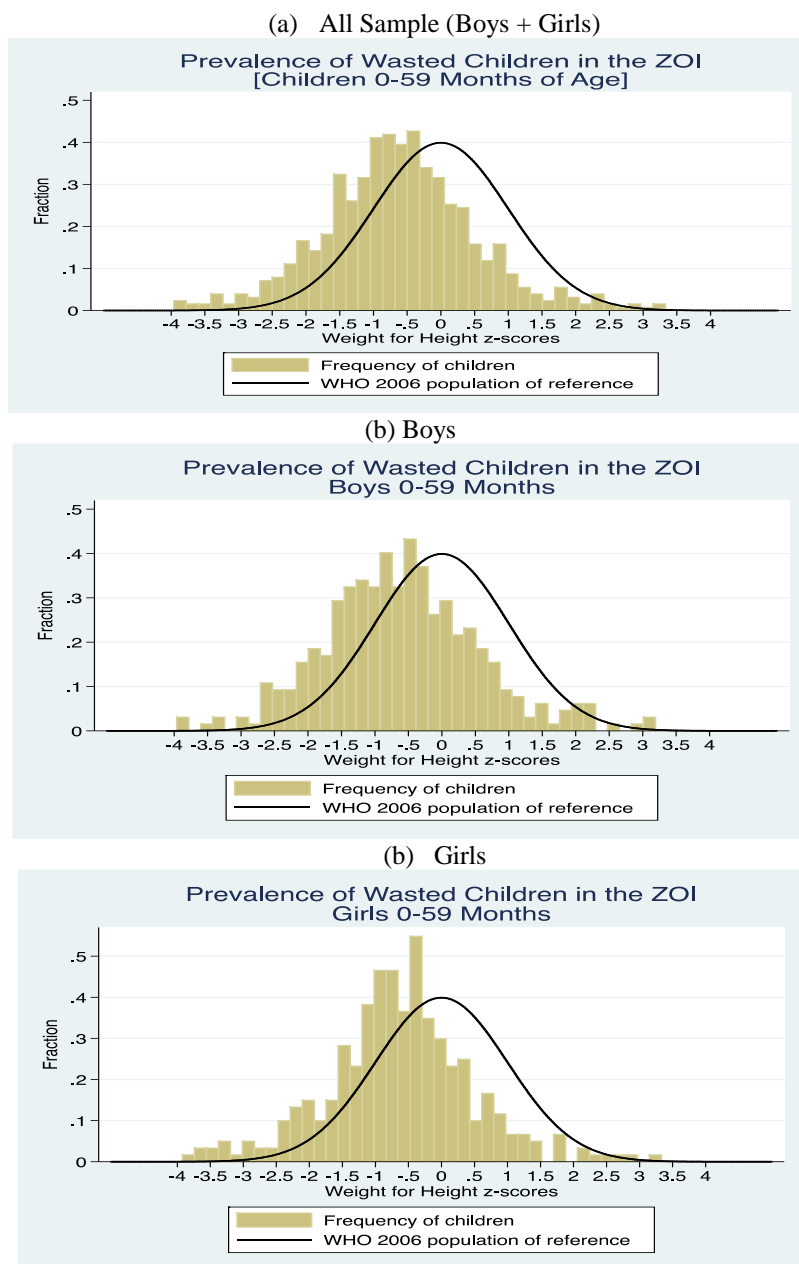 (a) All Sample (Boys + Girls)
Prevalence of Wasted Children in the ZOI
[Children 0-59 Months of Age]
.5
.4
.3
.2
.1
0
Fraction
-4 -3.5 -3 -2.5 -2 -1.5 -1 -.5 0 .5 1 1.5 2 2.5 3 3.5 4
Weight for Height z-scores
Frequency of children
WHO 2006 population of reference
(b) Boys
Prevalence of Wasted Children in the ZOI
Boys 0-59 Months
.5
.4
.3
.2
.1
0
Fraction
-4 -3.5 -3 -2.5 -2 -1.5 -1 -.5 0 .5 1 1.5 2 2.5 3 3.5 4
Weight for Height z-scores
Frequency of children
WHO 2006 population of reference
(b) Girls
Prevalence of Wasted Children in the ZOI
Girls 0-59 Months
.5
.4
.3
.2
.1
0
Fraction
-4 -3.5 -3 -2.5 -2 -1.5 -1 -.5 0 .5 1 1.5 2 2.5 3 3.5 4
Weight for Height z-scores
Frequency of children
WHO 2006 population of reference